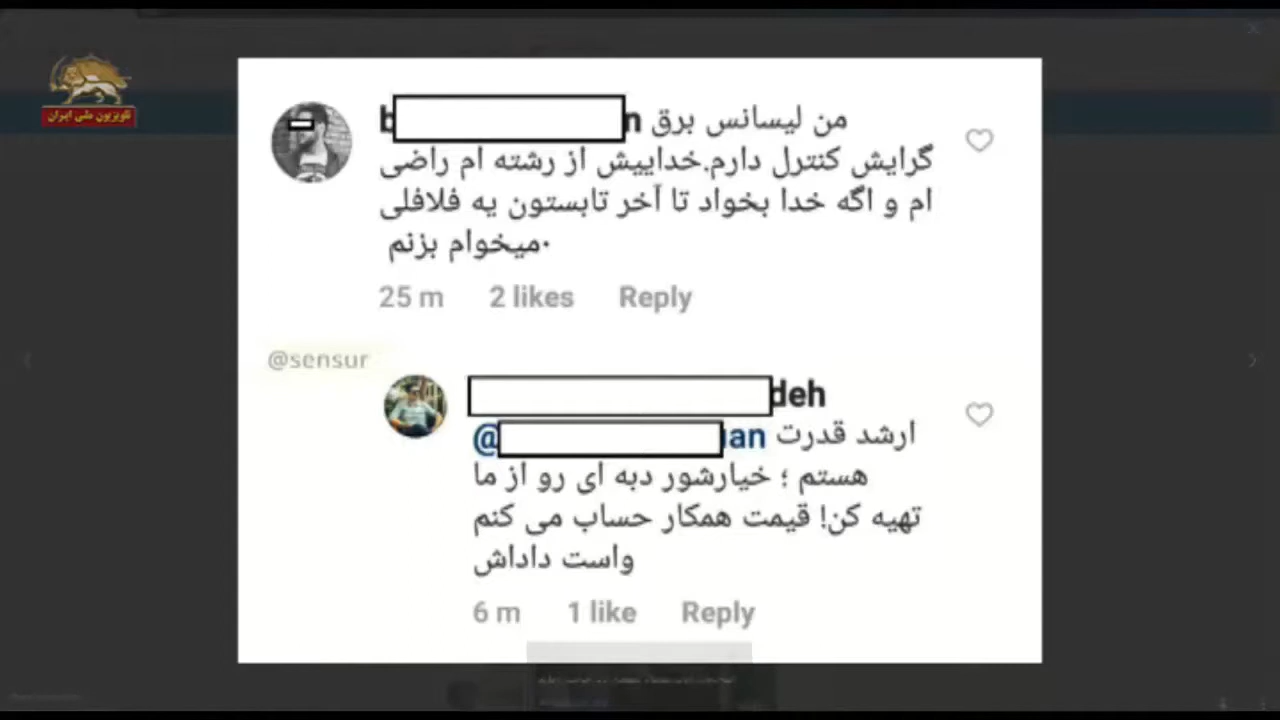 تلویزیون ملی ایران
b n من لیسانس برق
گرایش کنترل دارم.خداییش از رشته ام راضی
ام و اگه خدا بخواد تا آخر تابستون یه فلافلی
میخوام بزنم.
25 m 2 likes Reply
@sensur
deh
@ an ارشد قدرت
هستم ؛ خیارشور دبه ای رو از ما
تهیه کن! قیمت همکار حساب می کنم
واست داداش
6 m 1 like Reply